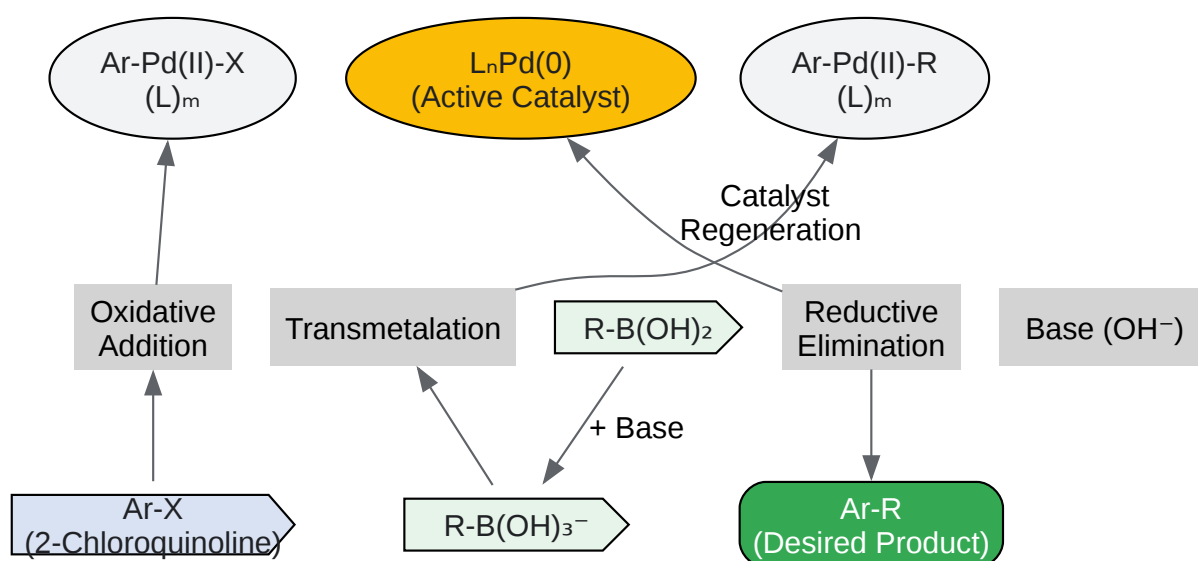 Ar-Pd(II)-X
(L)ₘ
LₙPd(0)
(Active Catalyst)
Ar-Pd(II)-R
(L)ₘ
Catalyst
Regeneration
Oxidative
Addition
Transmetalation
R-B(OH)₂
Reductive
Elimination
Base (OH⁻)
+ Base
Ar-X
(2-Chloroquinoline)
R-B(OH)₃⁻
Ar-R
(Desired Product)